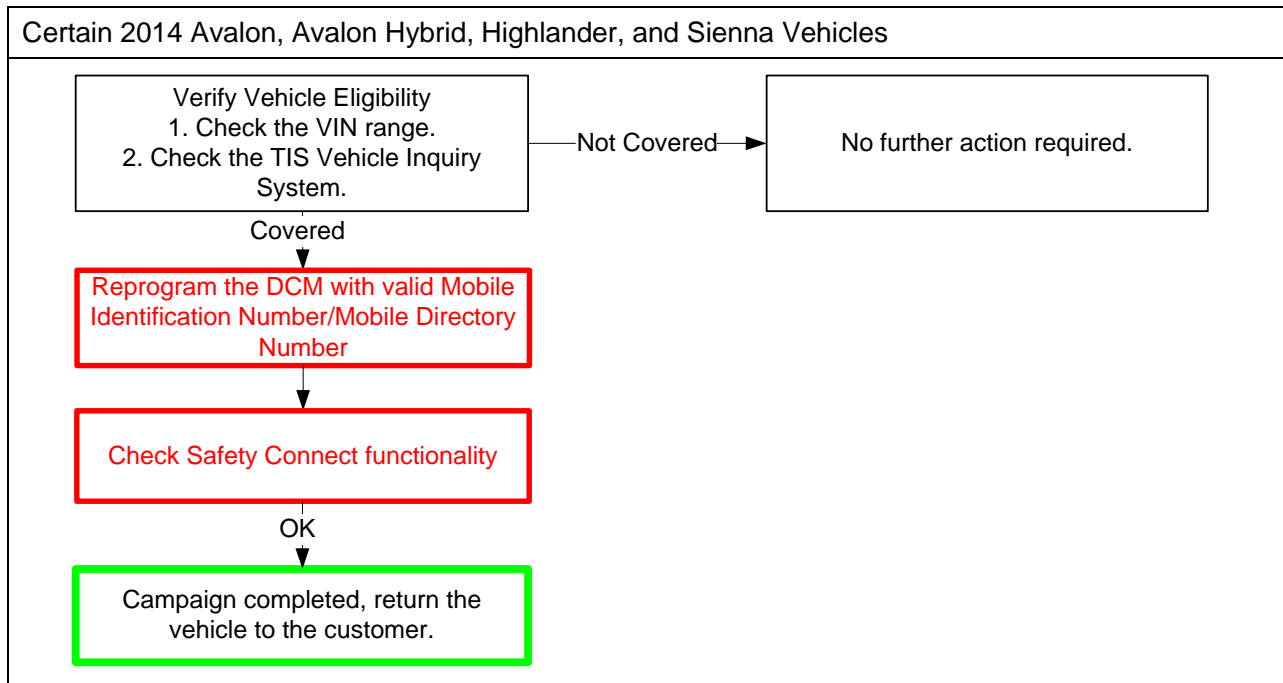 Certain 2014 Avalon, Avalon Hybrid, Highlander, and Sienna Vehicles
Verify Vehicle Eligibility
1. Check the VIN range.
2. Check the TIS Vehicle Inquiry
System.
Not Covered
No further action required.
Covered
Reprogram the DCM with valid Mobile
Identification Number/Mobile Directory
Number
Check Safety Connect functionality
OK
Campaign completed, return the
vehicle to the customer.